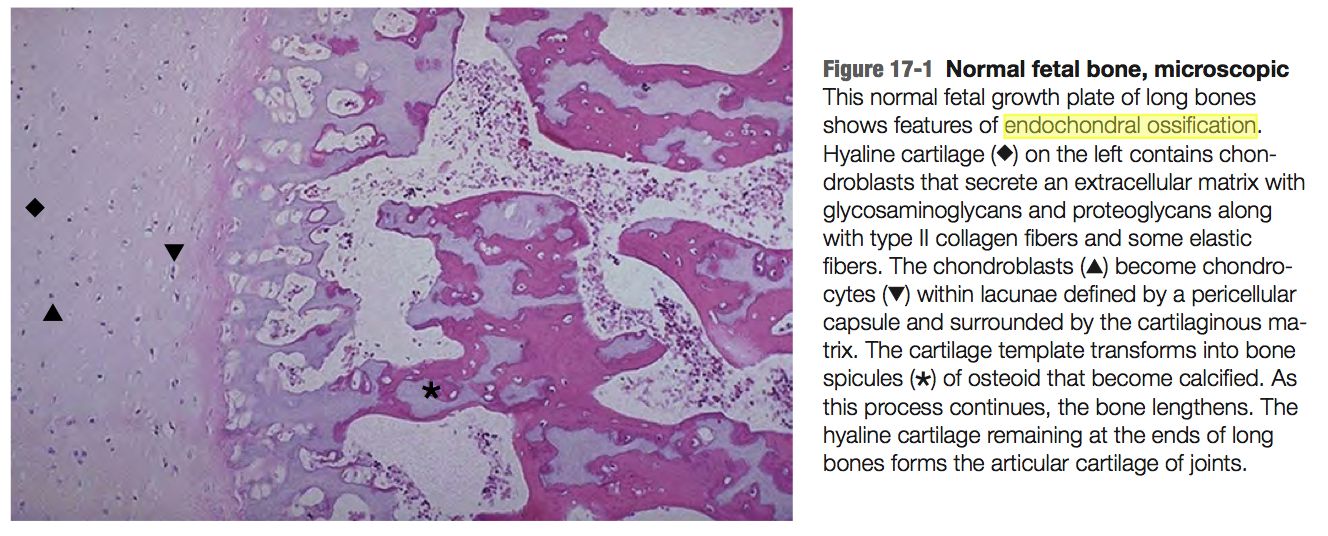 Figure 17-1 Normal fetal bone, microscopic
This normal fetal growth plate of long bones
shows features of endochondral ossification.
Hyaline cartilage (◆) on the left contains chon-
droblasts that secrete an extracellular matrix with
glycosaminoglycans and proteoglycans along
with type II collagen fibers and some elastic
fibers. The chondroblasts (▲) become chondro-
cytes (▼) within lacunae defined by a pericellular
capsule and surrounded by the cartilaginous ma-
trix. The cartilage template transforms into bone
spicules (★) of osteoid that become calcified. As
this process continues, the bone lengthens. The
hyaline cartilage remaining at the ends of long
bones forms the articular cartilage of joints.